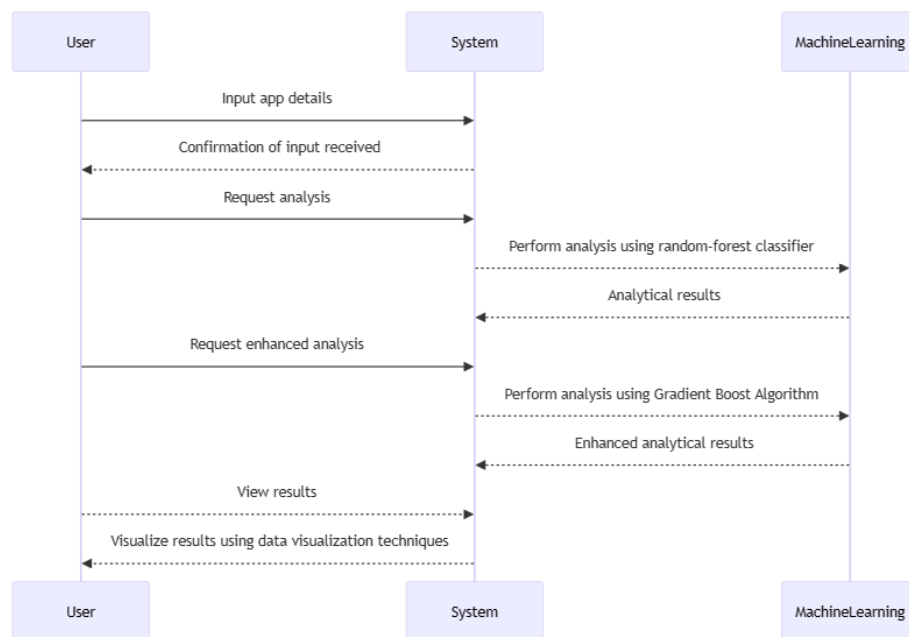 User
System
MachineLearning
Input app details
Confirmation of input received
Request analysis
Perform analysis using random-forest classifier
Analytical results
Request enhanced analysis
Perform analysis using Gradient Boost Algorithm
Enhanced analytical results
View results
Visualize results using data visualization techniques
User
System
MachineLearning